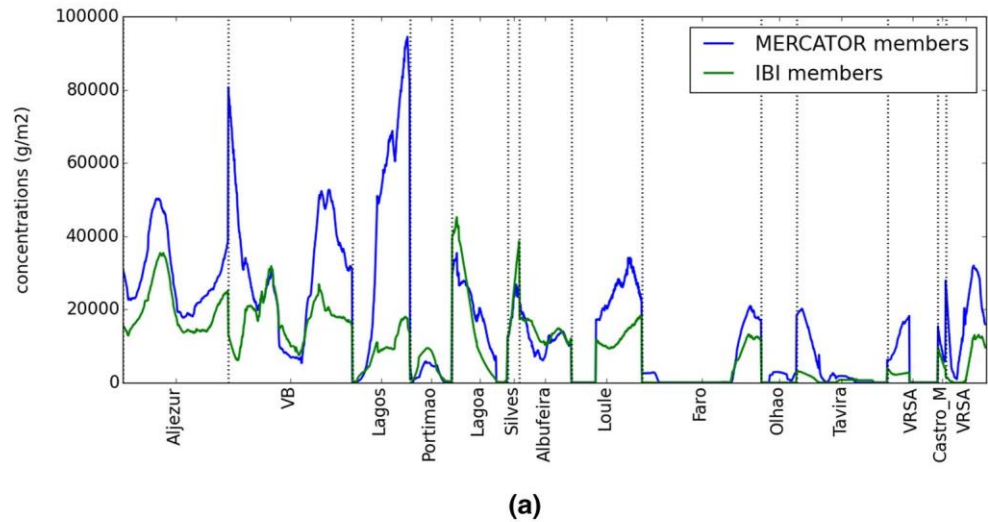 100000
80000
60000
40000
20000
0
concentrations (g/m2)
MERCATOR members
IBI members
Aljezur
VB
Lagos
Portimao
Lagoa
Silves
Albufeira
Loule
Faro
Olhao
Tavira
VRSA
Castro_M
VRSA
(a)